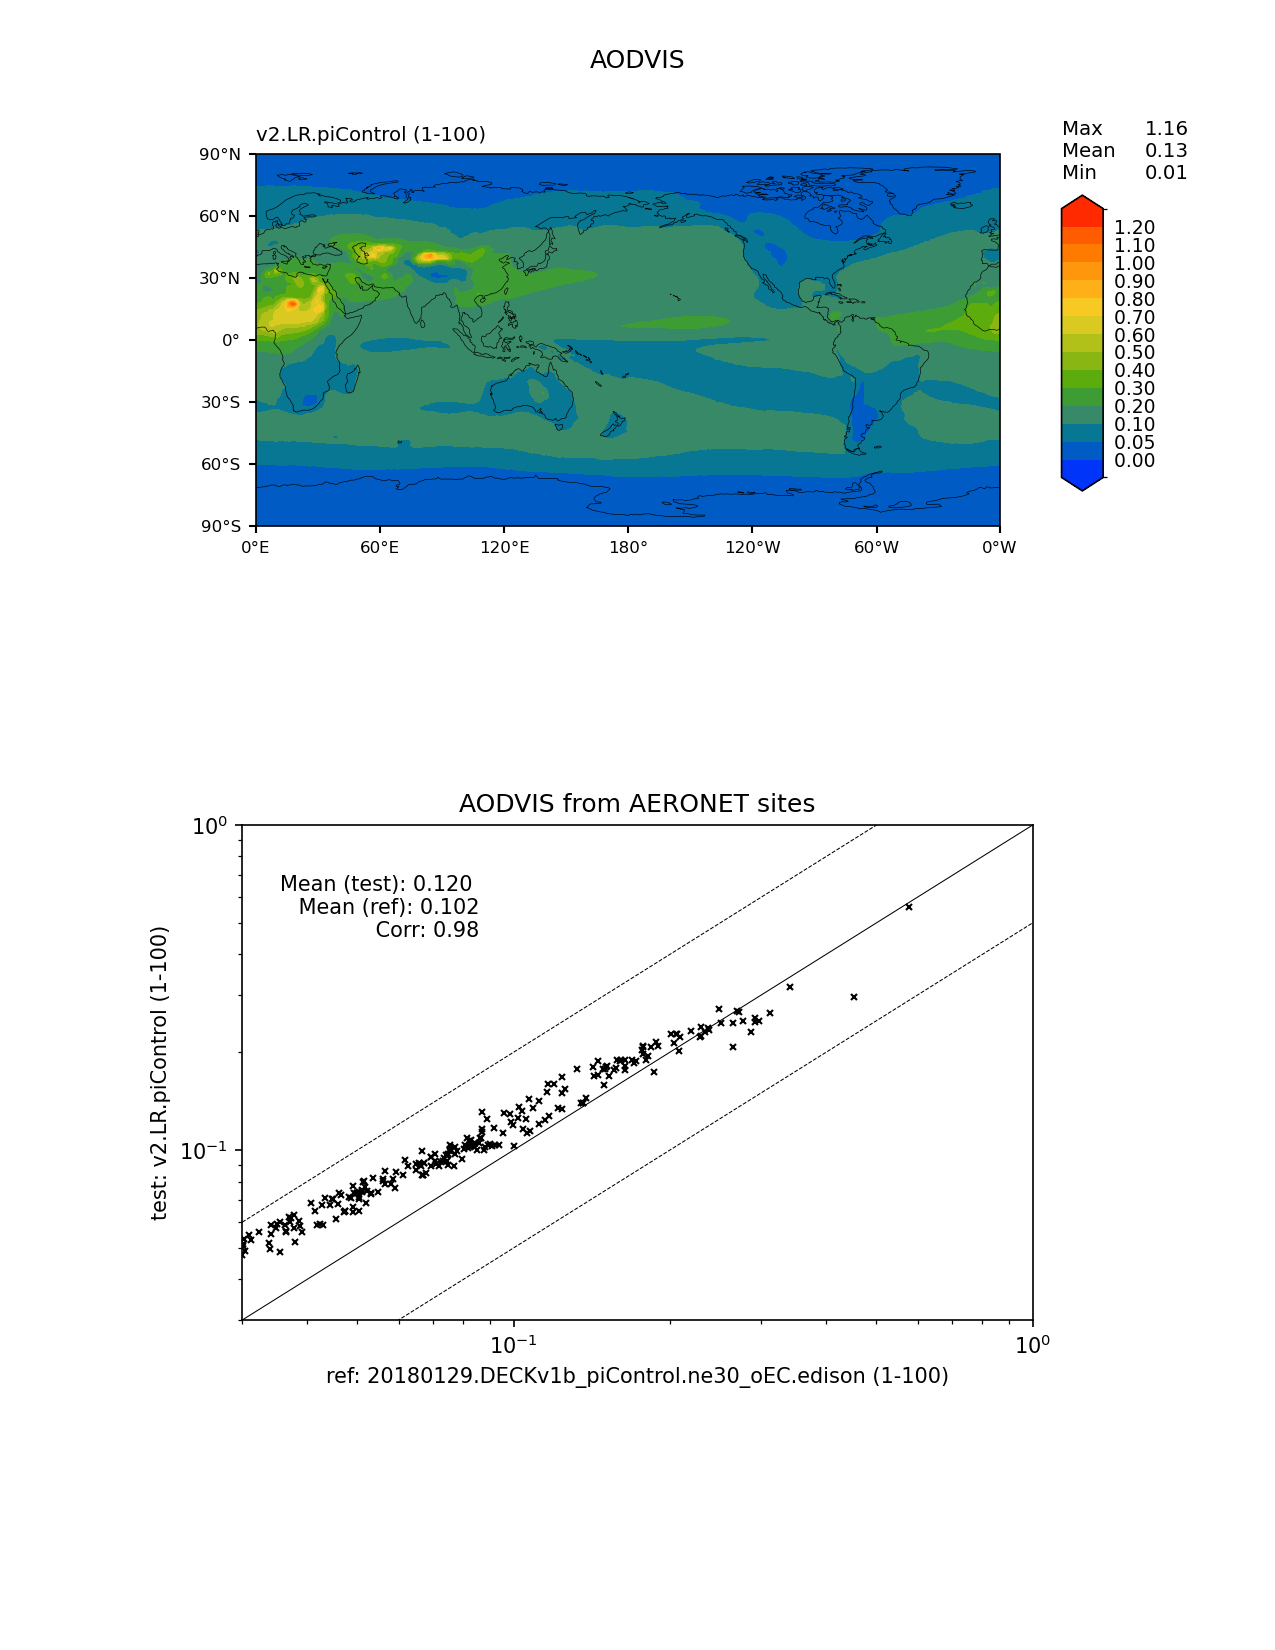 AODVIS
v2.LR.piControl (1-100)
Max 1.16
Mean 0.13
Min 0.01
90°N
60°N
30°N
0°
30°S
60°S
90°S
0°E 60°E 120°E 180° 120°W 60°W 0°W
1.20
1.10
1.00
0.90
0.80
0.70
0.60
0.50
0.40
0.30
0.20
0.10
0.05
0.00
AODVIS from AERONET sites
Mean (test): 0.120
Mean (ref): 0.102
Corr: 0.98
10⁰
10⁻¹
test: v2.LR.piControl (1-100)
10⁻¹ 10⁰
ref: 20180129.DECKv1b_piControl.ne30_oEC.edison (1-100)